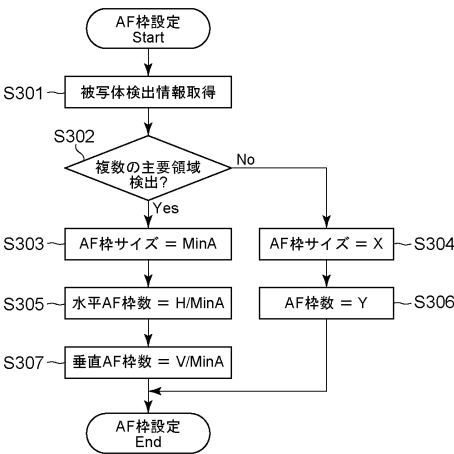 AF枠設定
Start
S301
被写体検出情報取得
S302
複数の主要領域
検出?
No
Yes
S303
AF枠サイズ = MinA
AF枠サイズ = X
S304
S305
水平AF枠数 = H/MinA
AF枠数 = Y
S306
S307
垂直AF枠数 = V/MinA
AF枠設定
End